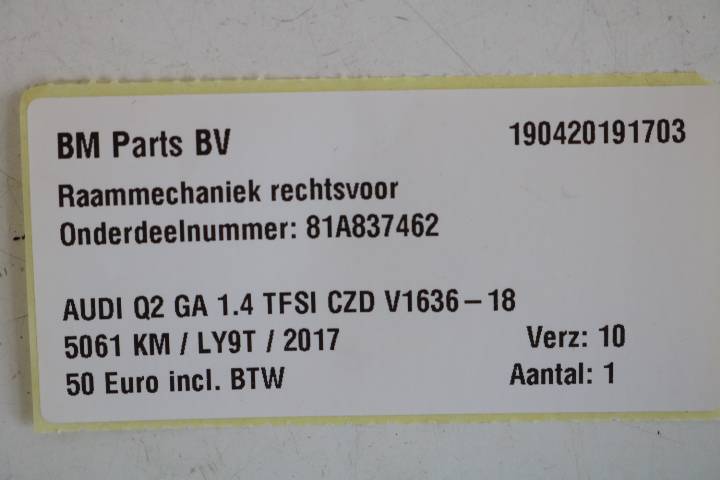 BM Parts BV 190420191703
Raammechaniek rechtsvoor
Onderdeelnummer: 81A837462
AUDI Q2 GA 1.4 TFSI CZD V1636-18
5061 KM / LY9T / 2017 Verz: 10
50 Euro incl. BTW Aantal: 1